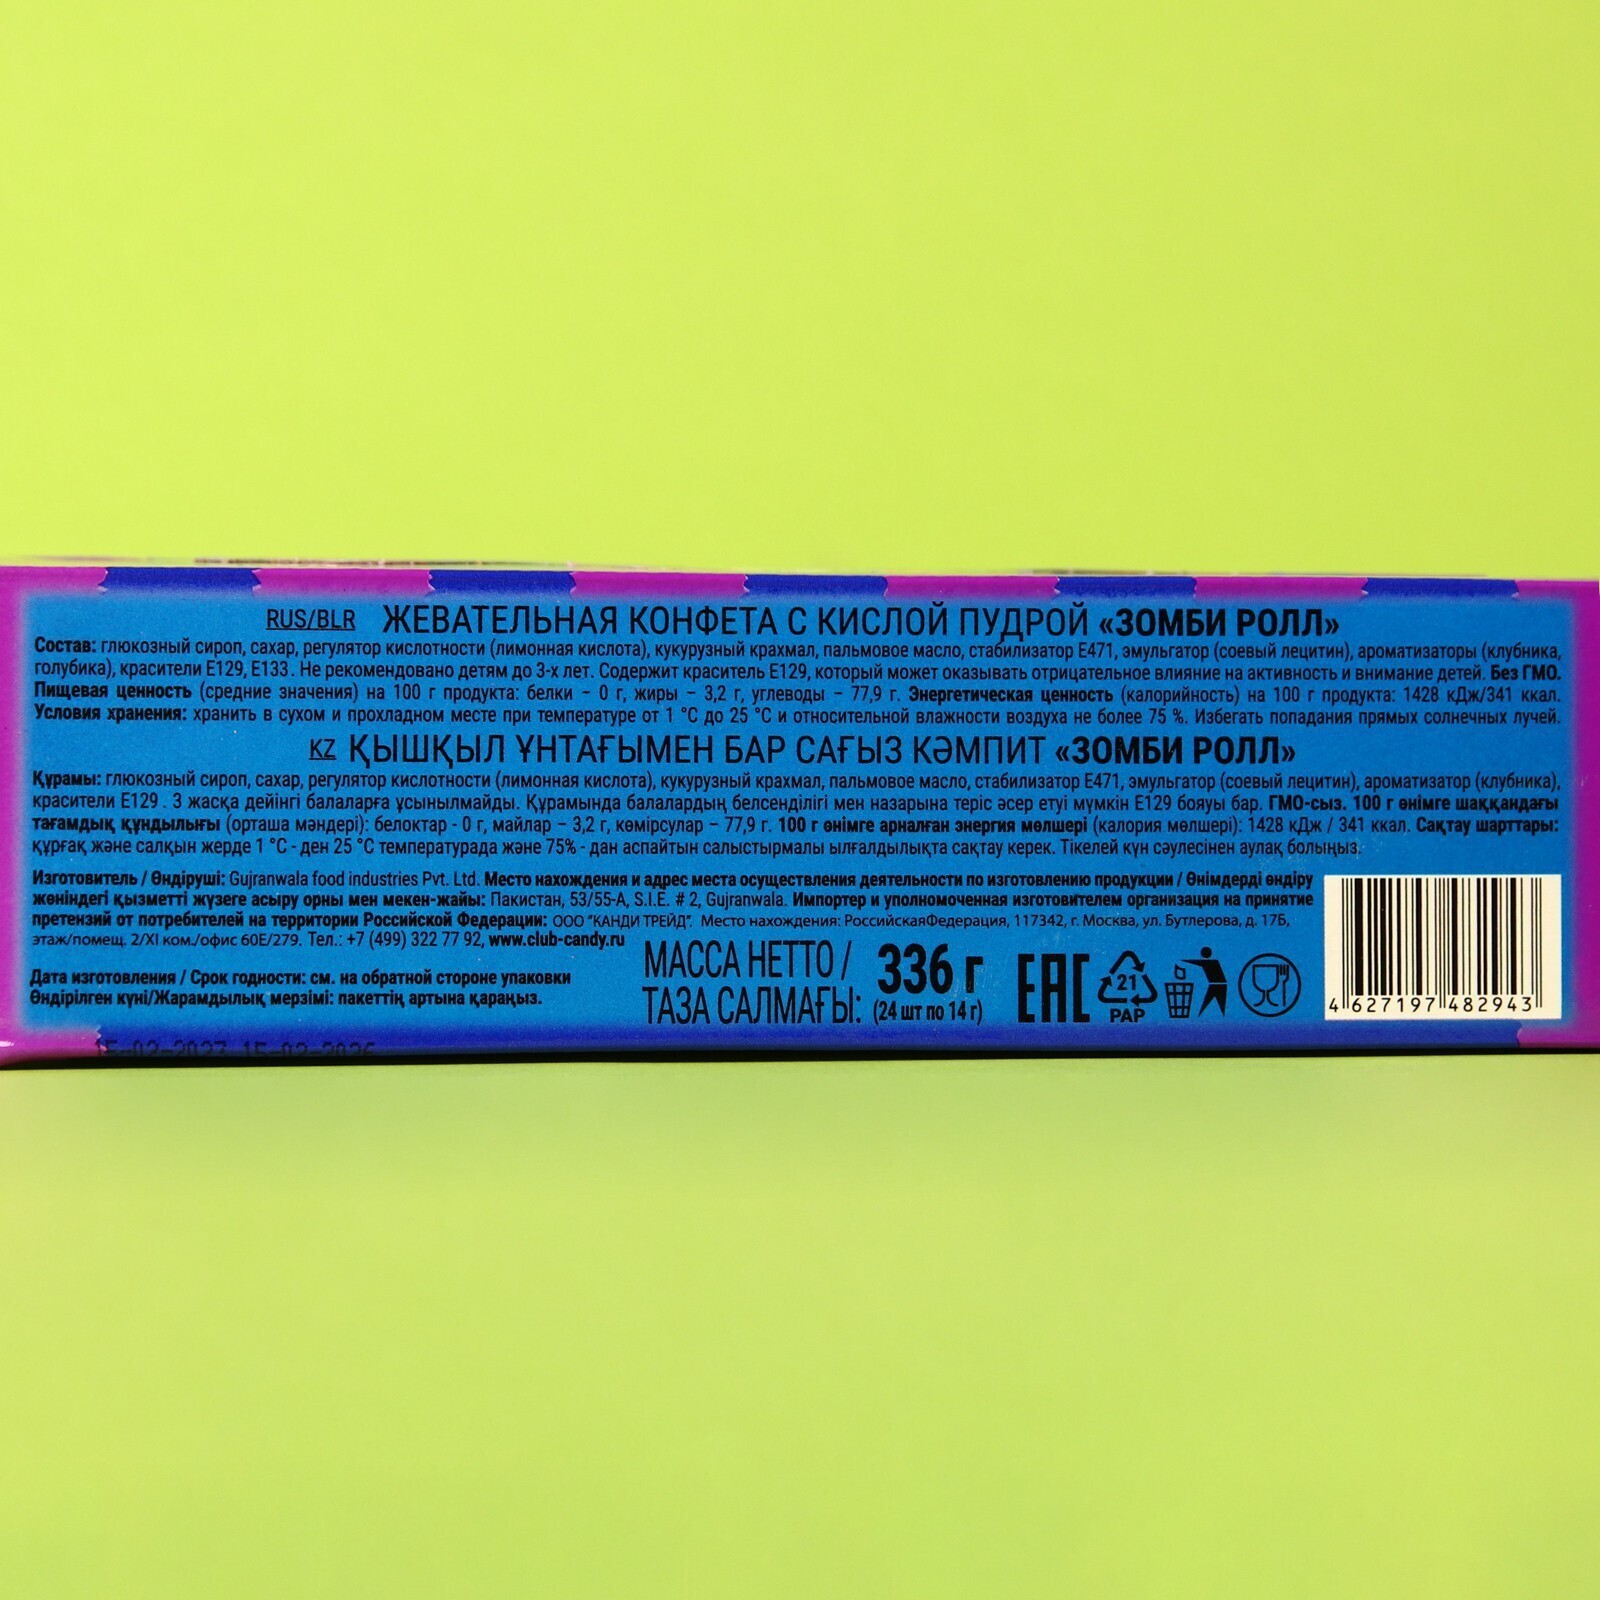 RUS/BLR ЖЕВАТЕЛЬНАЯ КОНФЕТА С КИСЛОЙ ПУДРОЙ «ЗОМБИ РОЛЛ»
Состав: глюкозный сироп, сахар, регулятор кислотности (лимонная кислота), кукурузный крахмал, пальмовое масло, стабилизатор Е471, эмульгатор (соевый лецитин), ароматизаторы (клубника,
голубика), красители Е129, Е133 . Не рекомендовано детям до 3-х лет. Содержит краситель Е129, который может оказывать отрицательное влияние на активность и внимание детей. Без ГМО.
Пищевая ценность (средние значения) на 100 г продукта: белки – 0 г, жиры – 3,2 г, углеводы – 77,9 г. Энергетическая ценность (калорийность) на 100 г продукта: 1428 кДж/341 ккал.
Условия хранения: хранить в сухом и прохладном месте при температуре от 1 °С до 25 °С и относительной влажности воздуха не более 75 %. Избегать попадания прямых солнечных лучей.
KZ ҚЫШҚЫЛ ҰНТАҒЫМЕН БАР САҒЫЗ КӘМПИТ «ЗОМБИ РОЛЛ»
Құрамы: глюкозный сироп, сахар, регулятор кислотности (лимонная кислота), кукурузный крахмал, пальмовое масло, стабилизатор Е471, эмульгатор (соевый лецитин), ароматизатор (клубника),
красители Е129 . 3 жасқа дейінгі балаларға ұсынылмайды. Құрамында балалардың белсенділігі мен назарына теріс әсер етуі мүмкін Е129 бояуы бар. ГМО-сыз. 100 г өнімге шаққандағы
тағамдық құндылығы (орташа мәндері): белоктар - 0 г, майлар – 3,2 г, көмірсулар – 77,9 г. 100 г өнімге арналған энергия мөлшері (калория мөлшері): 1428 кДж / 341 ккал. Сақтау шарттары:
құрғақ және салқын жерде 1 °С - ден 25 °С температурада және 75% - дан аспайтын салыстырмалы ылғалдылықта сақтау керек. Тікелей күн сәулесінен аулақ болыңыз.
Изготовитель / Өндіруші: Gujranwala food industries Pvt. Ltd. Место нахождения и адрес места осуществления деятельности по изготовлению продукции / Өнімдерді өндіру
жөніндегі қызметті жүзеге асыру орны мен мекен-жайы: Пакистан, 53/55-А, S.I.E. # 2, Gujranwala. Импортер и уполномоченная изготовителем организация на принятие
претензий от потребителей на территории Российской Федерации: ООО "КАНДИ ТРЕЙД". Место нахождения: РоссийскаяФедерация, 117342, г. Москва, ул. Бутлерова, д. 17Б,
этаж/помещ. 2/XI ком./офис 60Е/279. Тел.: +7 (499) 322 77 92, www.club-candy.ru
Дата изготовления / Срок годности: см. на обратной стороне упаковки
Өндірілген күні/Жарамдылық мерзімі: пакеттің артына қараңыз.
МАССА НЕТТО /
ТАЗА САЛМАҒЫ:
336 г
(24 шт по 14 г)
EAC
21
PAP
4 627197 482943
15-02-2027 15-02-2026